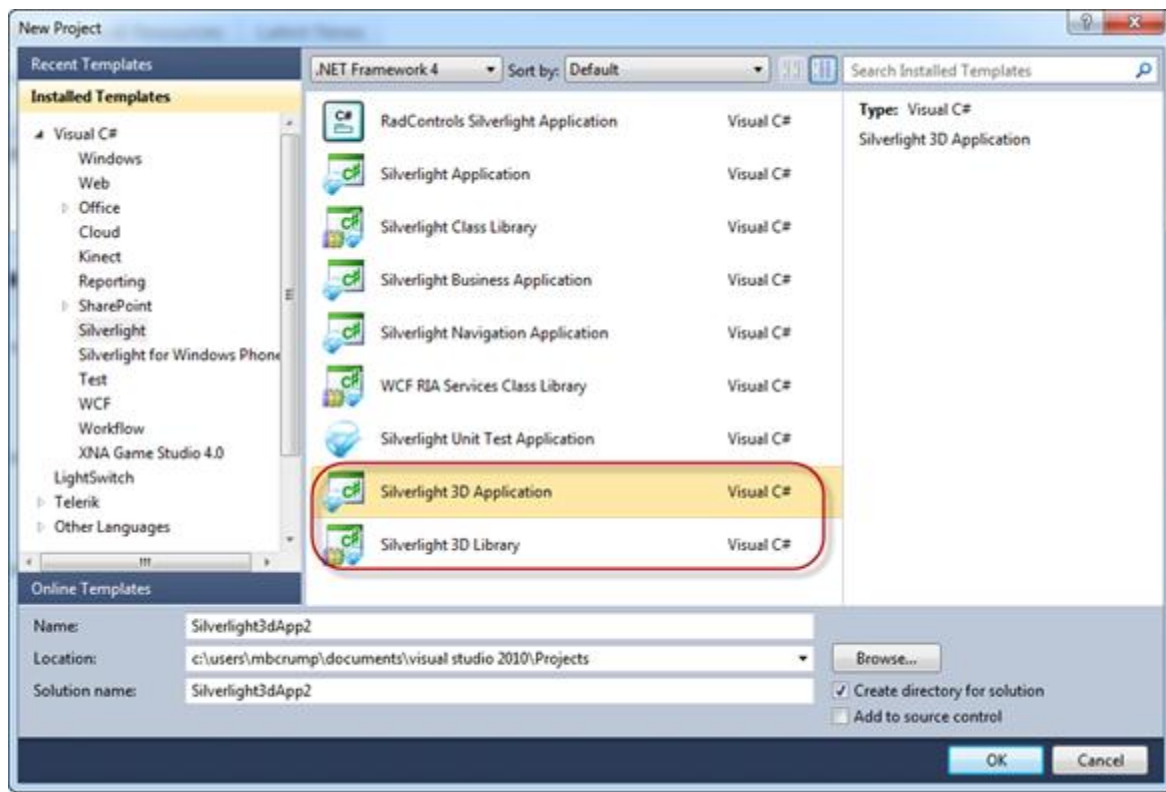 New Project
Recent Templates
Installed Templates
Visual C#
Windows
Web
Office
Cloud
Kinect
Reporting
SharePoint
Silverlight
Silverlight for Windows Phone
Test
WCF
Workflow
XNA Game Studio 4.0
LightSwitch
Telerik
Other Languages
Online Templates
.NET Framework 4 Sort by: Default
RadControls Silverlight Application Visual C#
Silverlight Application Visual C#
Silverlight Class Library Visual C#
Silverlight Business Application Visual C#
Silverlight Navigation Application Visual C#
WCF RIA Services Class Library Visual C#
Silverlight Unit Test Application Visual C#
Silverlight 3D Application Visual C#
Silverlight 3D Library Visual C#
Search Installed Templates
Type: Visual C#
Silverlight 3D Application
Name: Silverlight3dApp2
Location: c:\users\mbcrump\documents\visual studio 2010\Projects
Browse...
Solution name: Silverlight3dApp2
Create directory for solution
Add to source control
OK Cancel